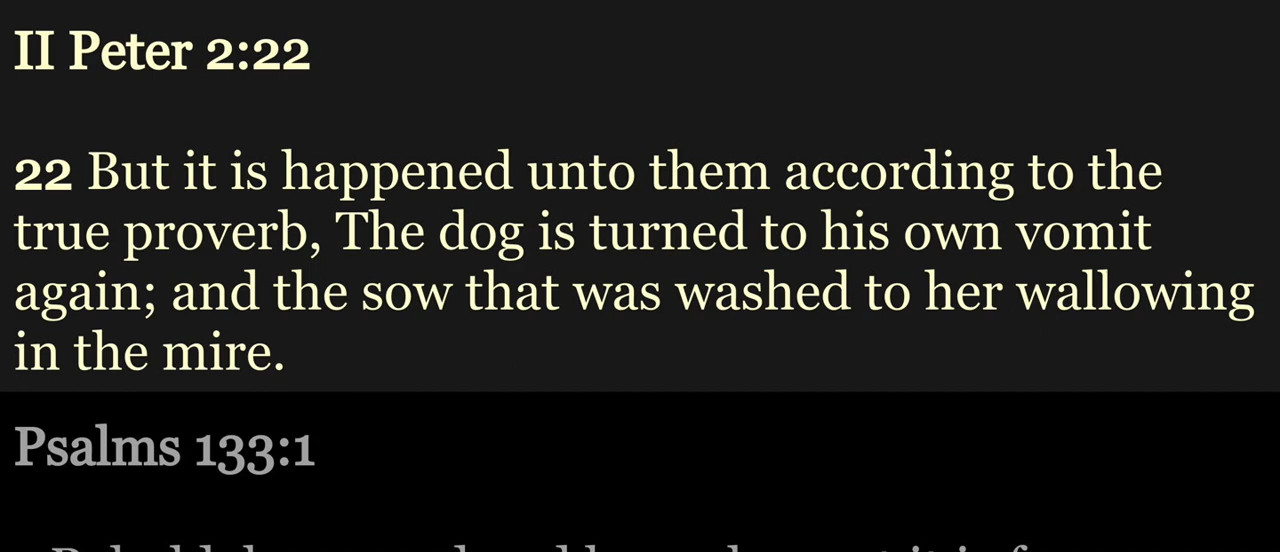 II Peter 2:22
22 But it is happened unto them according to the
true proverb, The dog is turned to his own vomit
again; and the sow that was washed to her wallowing
in the mire.
Psalms 133:1